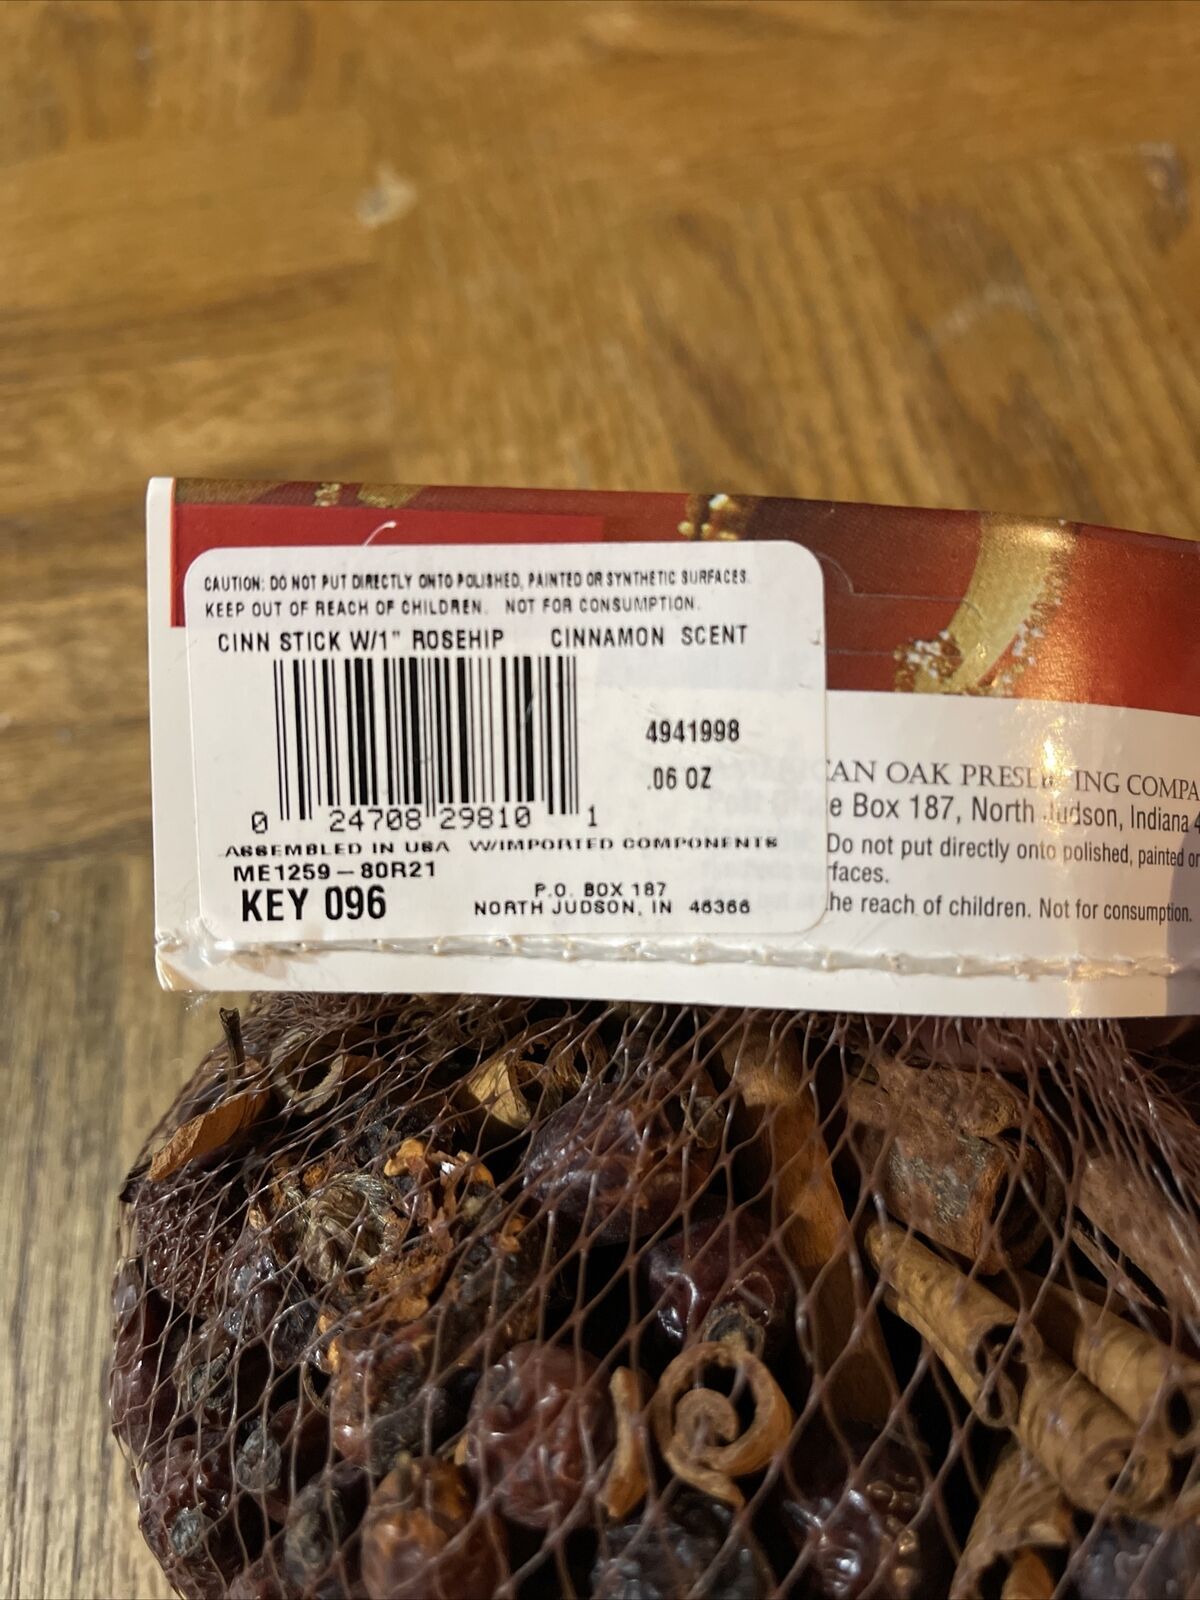 CAUTION: DO NOT PUT DIRECTLY ONTO POLISHED, PAINTED OR SYNTHETIC SURFACES.
KEEP OUT OF REACH OF CHILDREN. NOT FOR CONSUMPTION.
CINN STICK W/1" ROSEHIP CINNAMON SCENT
4941998
.06 OZ
0 24708 29810 1
ASSEMBLED IN USA W/IMPORTED COMPONENTS
ME1259-80R21
KEY 096
P.O. BOX 187
NORTH JUDSON, IN 46366
CAN OAK PRESERVING COMPA
e Box 187, North Judson, Indiana 4
Do not put directly onto polished, painted or
faces.
he reach of children. Not for consumption.